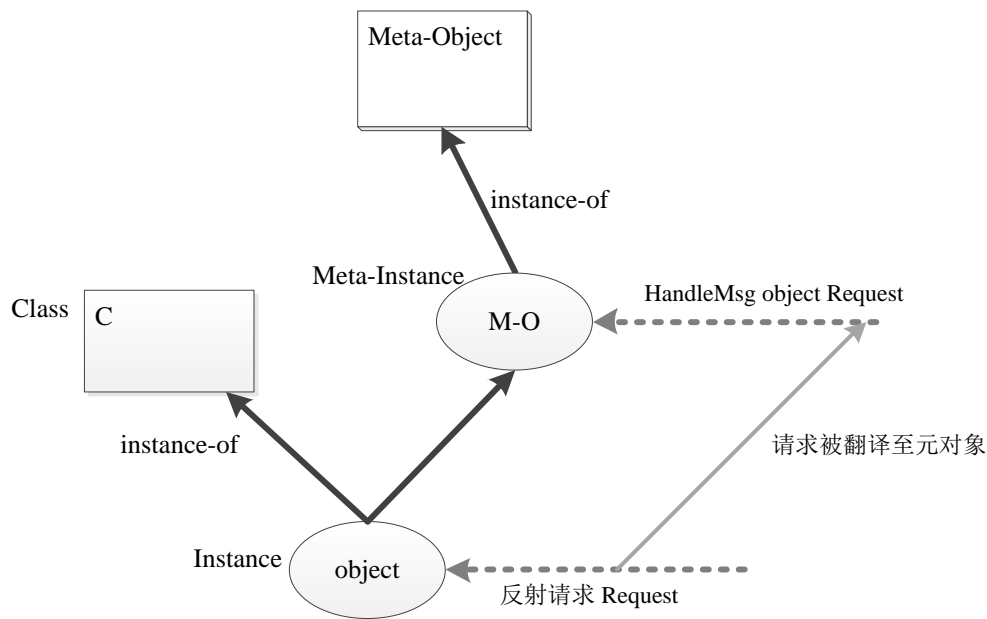 Meta-Object
instance-of
Meta-Instance
HandleMsg object Request
Class
C
M-O
instance-of
请求被翻译至元对象
Instance
object
反射请求 Request